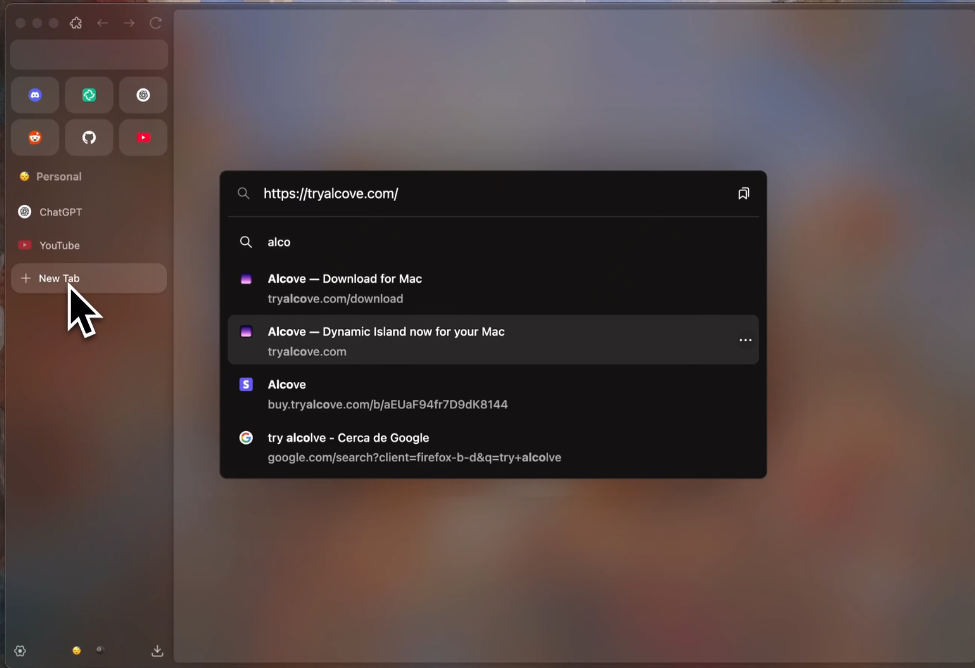 https://tryalcove.com/
Personal
ChatGPT
YouTube
New Tab
alco
Alcove — Download for Mac
tryalcove.com/download
Alcove — Dynamic Island now for your Mac
tryalcove.com
Alcove
buy.tryalcove.com/b/aEUaF94fr7D9dK8144
try alcolve - Cerca de Google
google.com/search?client=firefox-b-d&q=try+alcolve